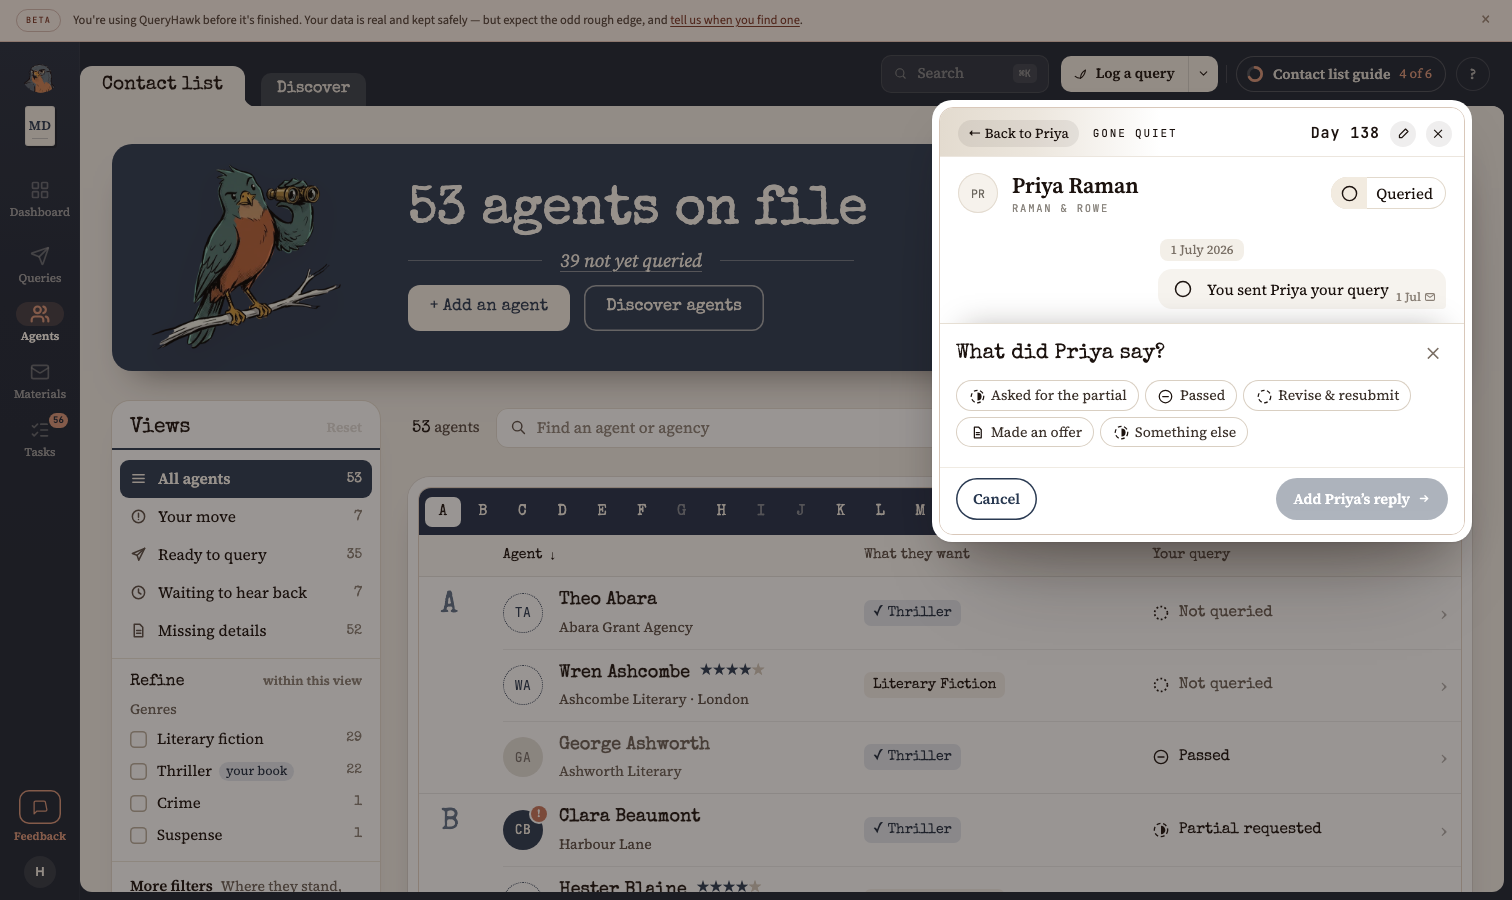 BETA
You're using QueryHawk before it's finished. Your data is real and kept safely — but expect the odd rough edge, and tell us when you find one.
×
MD
Dashboard
Queries
Agents
Materials
56
Tasks
Feedback
H
Contact list
Discover
Search
⌘K
Log a query
Contact list guide 4 of 6
?
53 agents on file
39 not yet queried
+ Add an agent
Discover agents
← Back to Priya
GONE QUIET
Day 138
PR
Priya Raman
RAMAN & ROWE
Queried
1 July 2026
You sent Priya your query
1 Jul
What did Priya say?
Asked for the partial
Passed
Revise & resubmit
Made an offer
Something else
Cancel
Add Priya's reply →
Views
Reset
All agents 53
Your move 7
Ready to query 35
Waiting to hear back 7
Missing details 52
Refine
within this view
Genres
Literary fiction 29
Thriller your book 22
Crime 1
Suspense 1
More filters Where they stand,
53 agents
Find an agent or agency
A B C D E F G H I J K L M
Agent ↓
What they want
Your query
A
TA
Theo Abara
Abara Grant Agency
✓ Thriller
Not queried
›
WA
Wren Ashcombe ★★★★★
Ashcombe Literary · London
Literary Fiction
Not queried
›
GA
George Ashworth
Ashworth Literary
✓ Thriller
Passed
›
B
CB
!
Clara Beaumont
Harbour Lane
✓ Thriller
Partial requested
›
Hester Blaine ★★★★★